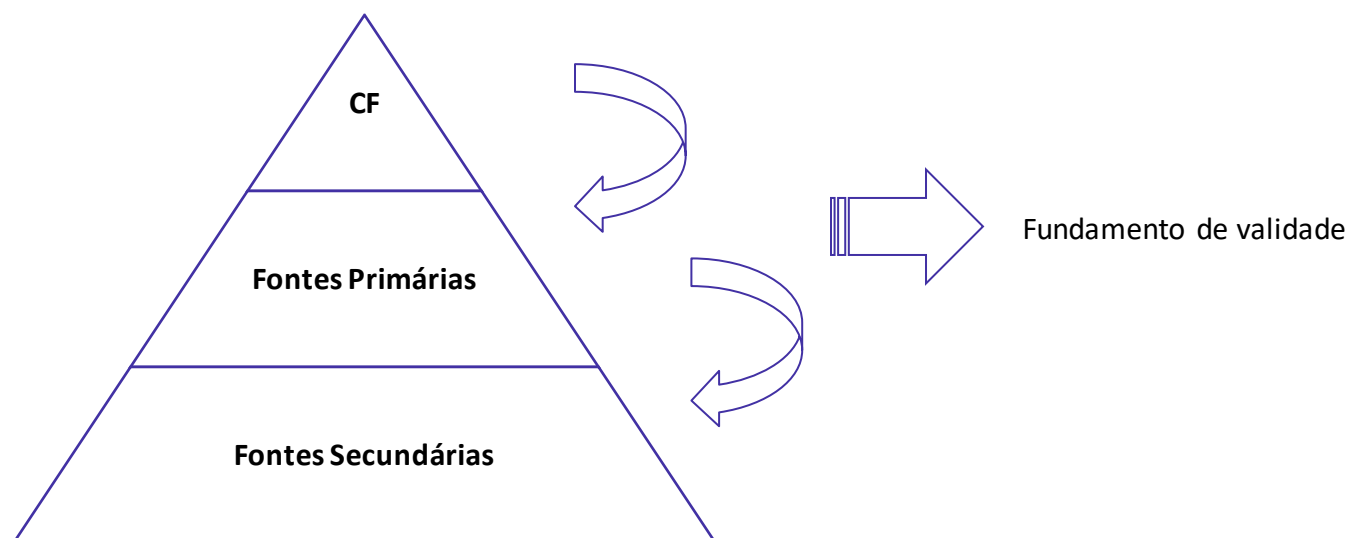 CF
Fundamento de validade
Fontes Primárias
Fontes Secundárias